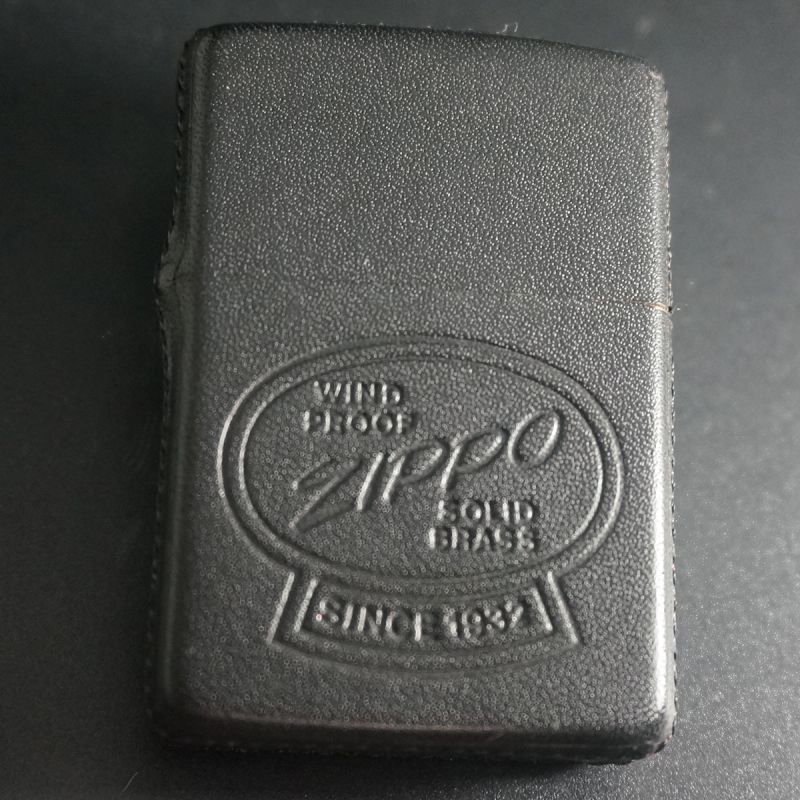 WIND
PROOF
Zippo
SOLID
BRASS
SINCE 1932